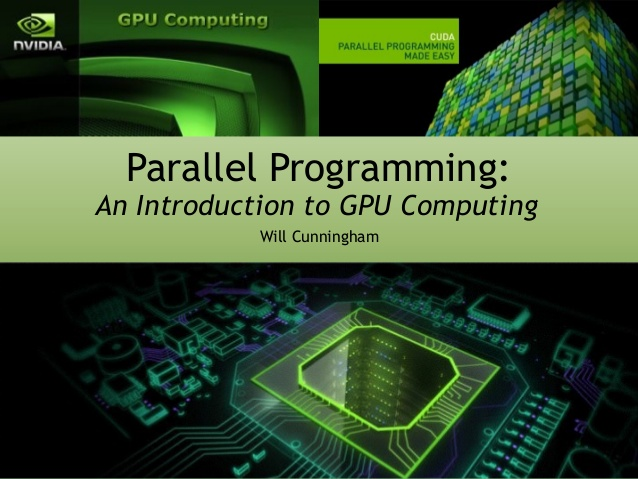 GPU Computing
NVIDIA.
CUDA
PARALLEL PROGRAMMING
MADE EASY
Parallel Programming:
An Introduction to GPU Computing
Will Cunningham